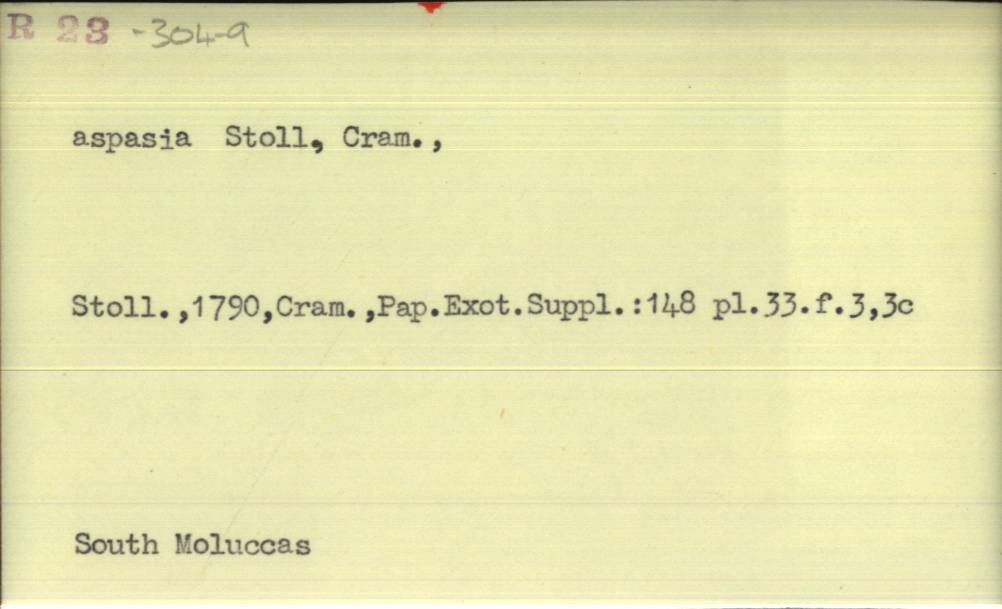 R 23 -304-9
aspasia Stoll., Cram.,
Stoll.,1790,Cram.,Pap.Exot.Suppl.:148 pl.33.f.3,3c
South Moluccas